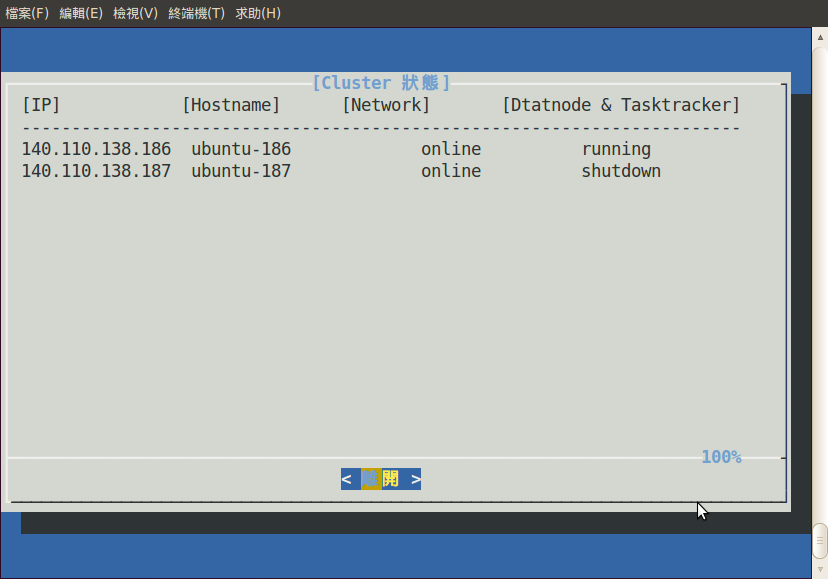 檔案(F) 編輯(E) 檢視(V) 終端機(T) 求助(H)
[Cluster 狀態]
[IP] [Hostname] [Network] [Dtatnode & Tasktracker]
------------------------------------------------------------------------
140.110.138.186 ubuntu-186 online running
140.110.138.187 ubuntu-187 online shutdown
100%
< 離開 >